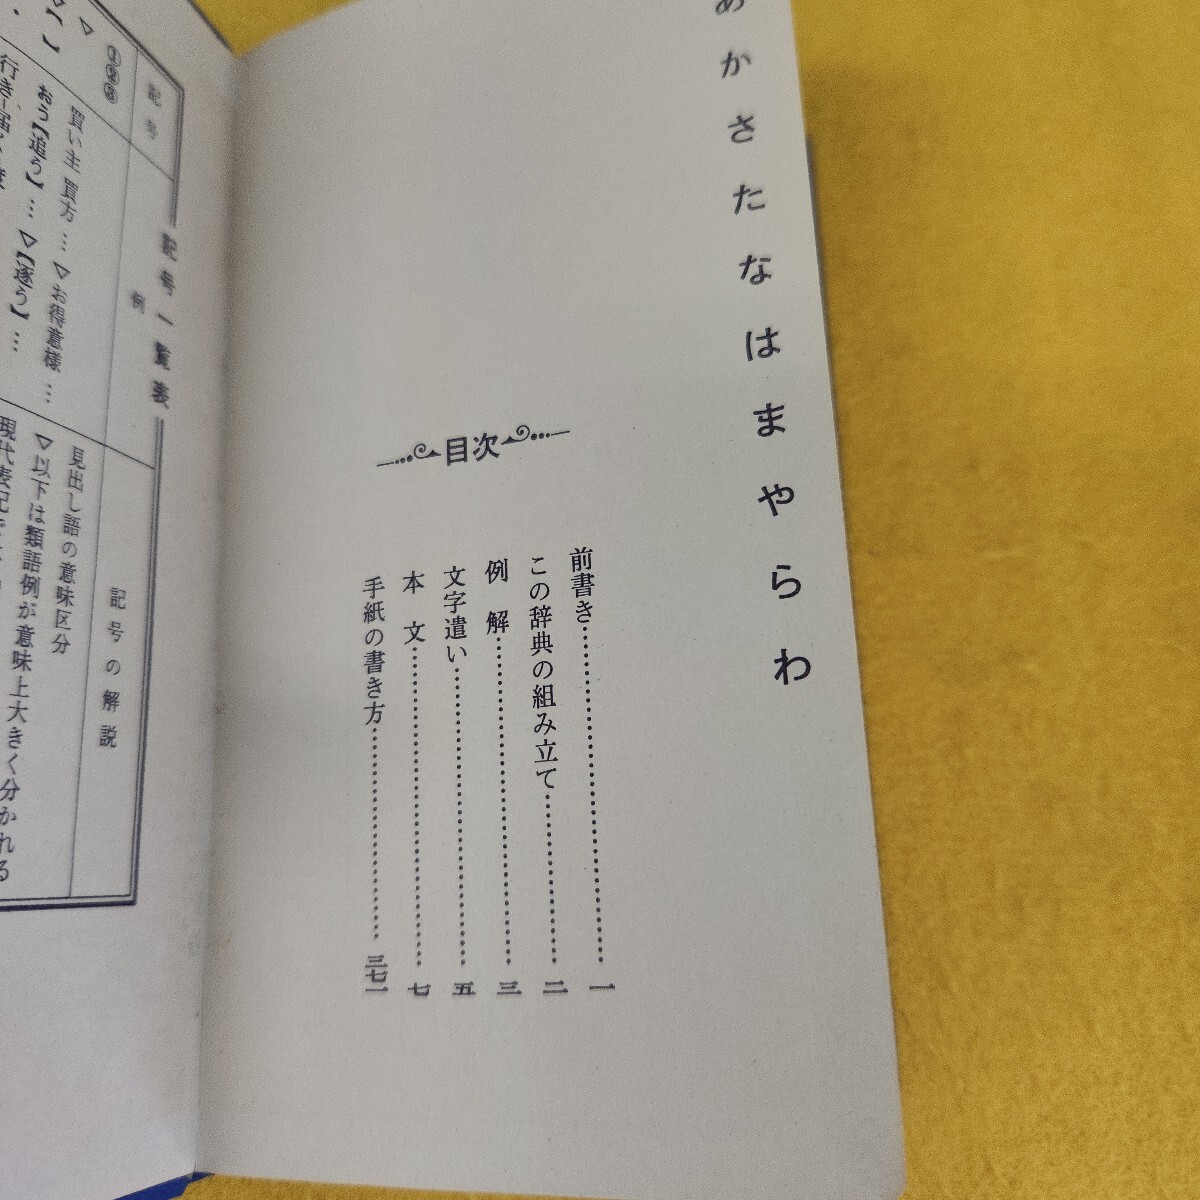 あかさたなはまやらわ
目次
前書き……一
この辞典の組み立て……二
例 解……三
文字遣い……五
本 文……七
手紙の書き方……三七一
記号一覧表
記号
例
記号の解説
①②③
買い主 買方 … ▽お得意様 …
見出し語の意味区分
▽
おう【追う】… ▽【逐う】…
▽以下は類語例が意味上大きく分かれる